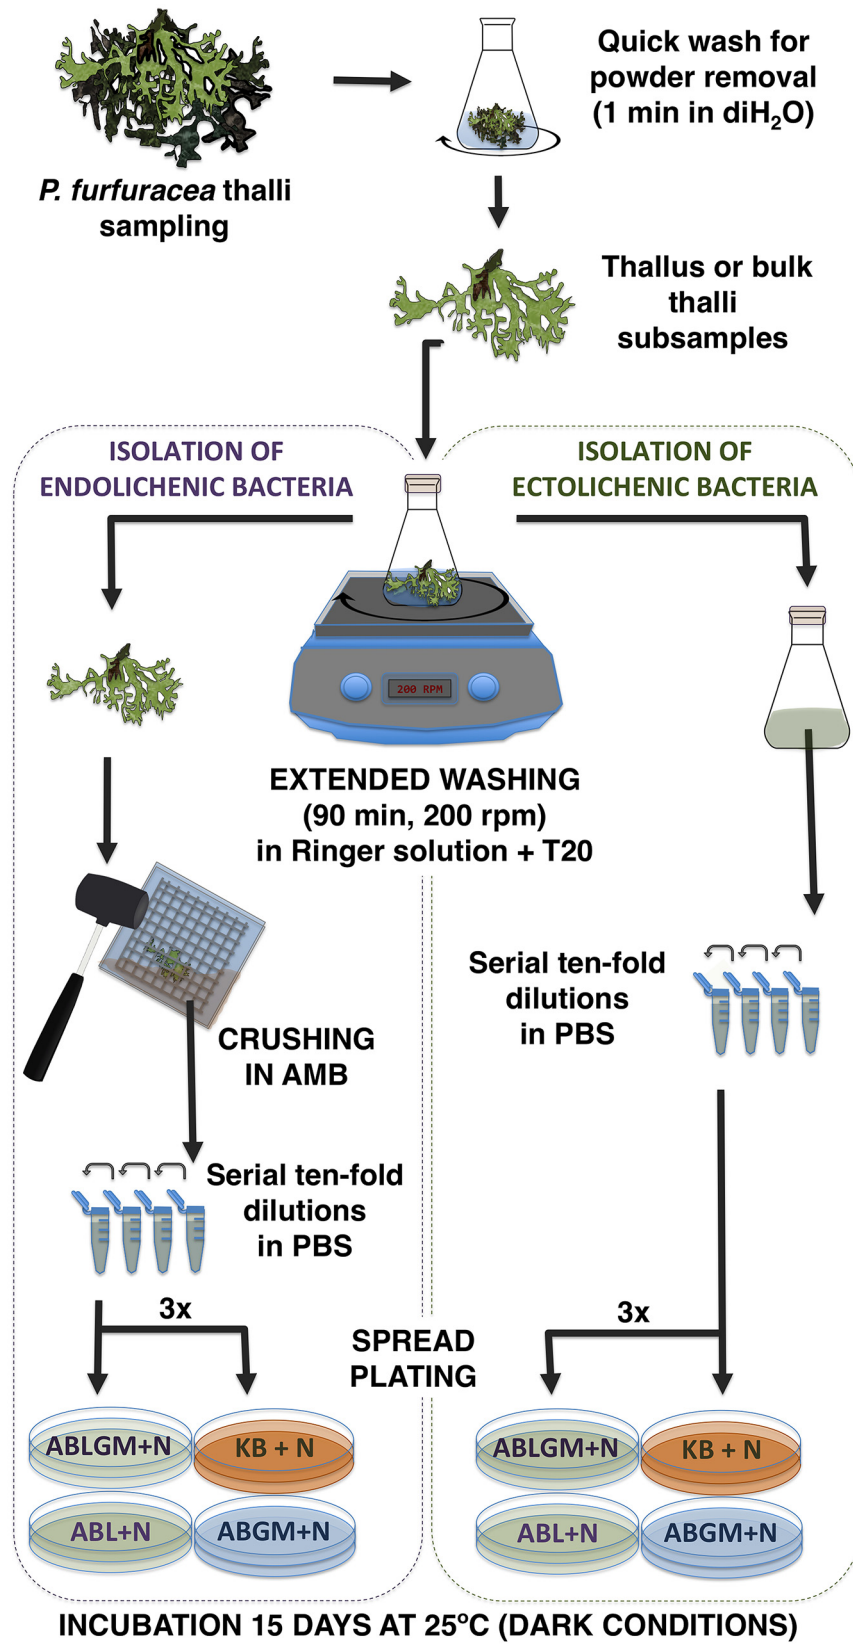 Quick wash for
powder removal
(1 min in diH₂O)
P. furfuracea thalli
sampling
Thallus or bulk
thalli
subsamples
ISOLATION OF
ENDOLICHENIC BACTERIA
ISOLATION OF
ECTOLICHENIC BACTERIA
200 RPM
EXTENDED WASHING
(90 min, 200 rpm)
in Ringer solution + T20
CRUSHING
IN AMB
Serial ten-fold
dilutions
in PBS
Serial ten-fold
dilutions
in PBS
3x
3x
SPREAD
PLATING
ABLGM+N
KB + N
ABL+N
ABGM+N
ABLGM+N
KB + N
ABL+N
ABGM+N
INCUBATION 15 DAYS AT 25ºC (DARK CONDITIONS)